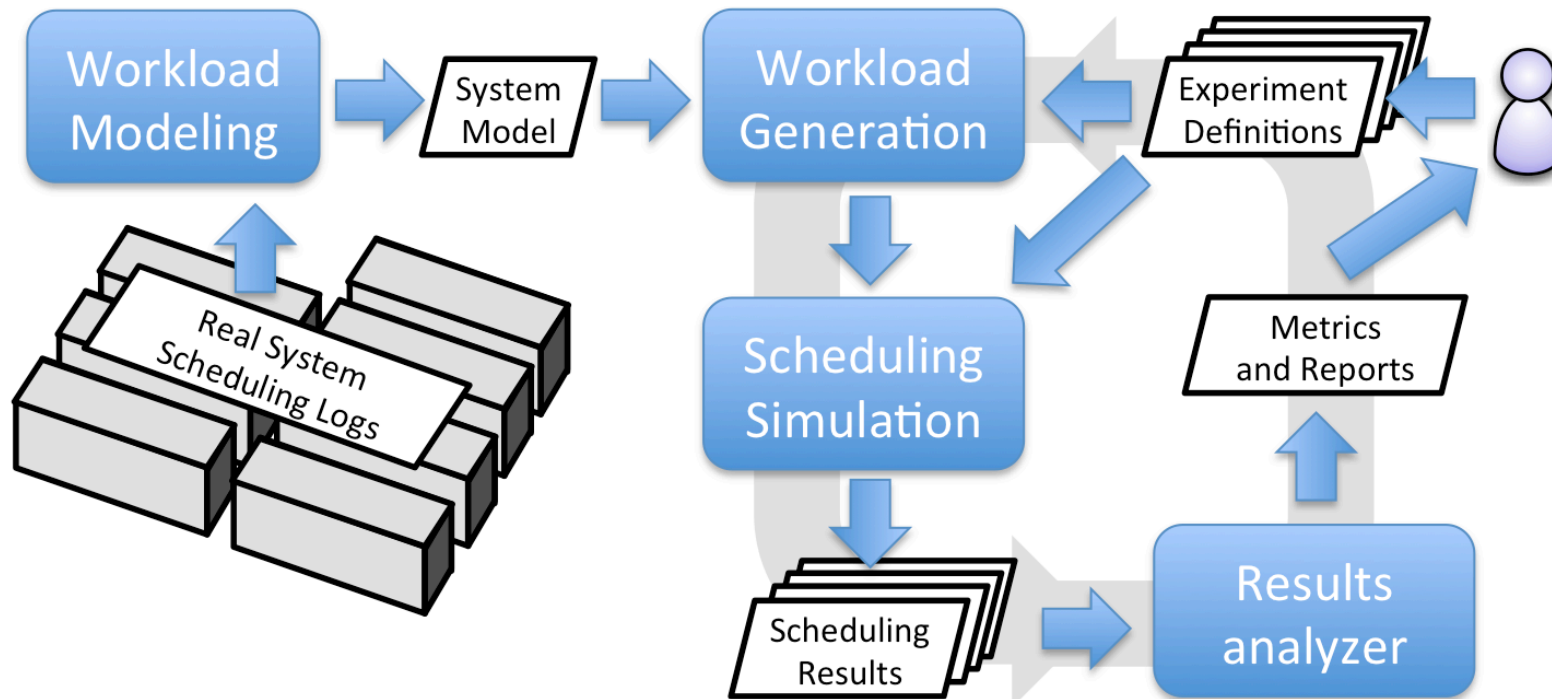 Workload
Modeling
System
Model
Workload
Generation
Experiment
Definitions
Real System
Scheduling Logs
Scheduling
Simulation
Metrics
and Reports
Scheduling
Results
Results
analyzer